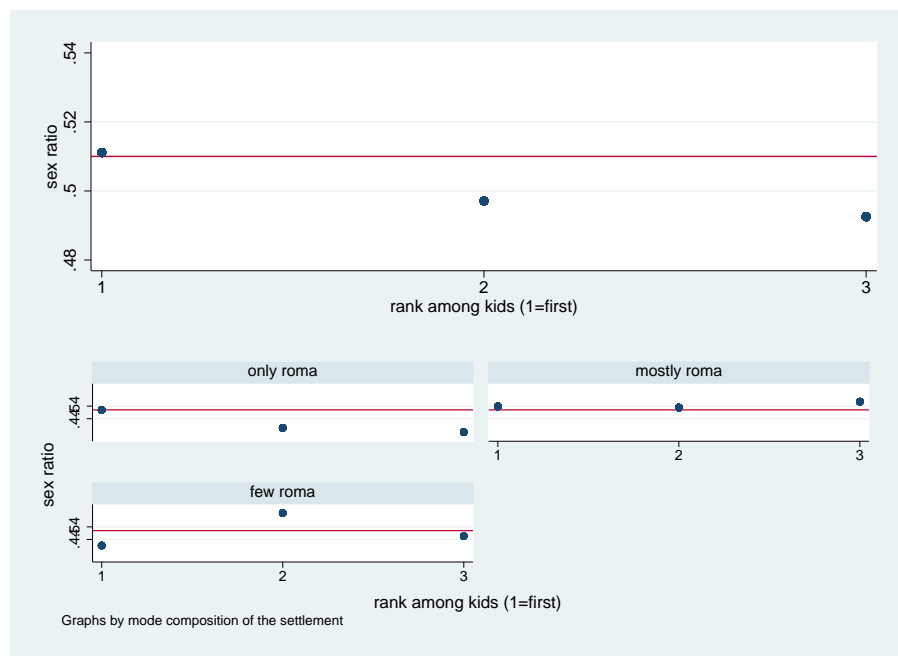 .54
.52
.5
.48
sex ratio
1 2 3
rank among kids (1=first)
only roma
mostly roma
1 2 3
sex ratio
few roma
1 2 3
rank among kids (1=first)
Graphs by mode composition of the settlement